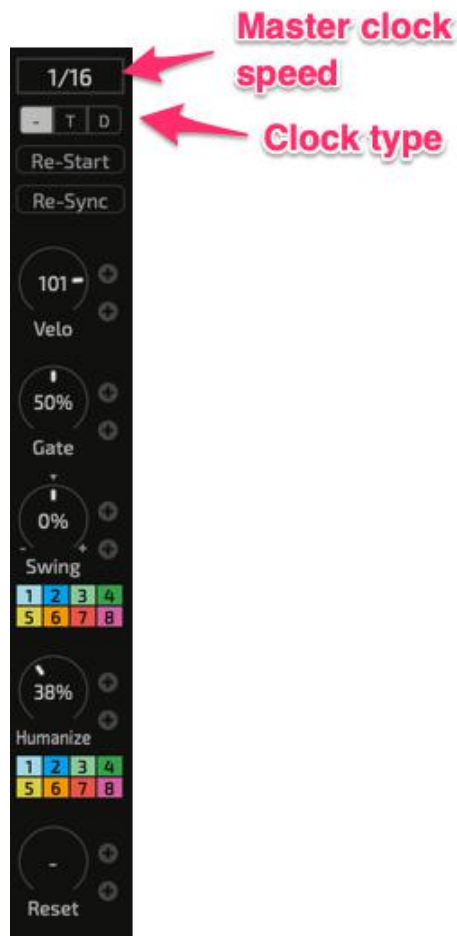 Master clock
speed
1/16
- T D
Clock type
Re-Start
Re-Sync
101
Velo
50%
Gate
0%
- +
Swing
1 2 3 4
5 6 7 8
38%
Humanize
1 2 3 4
5 6 7 8
-
Reset